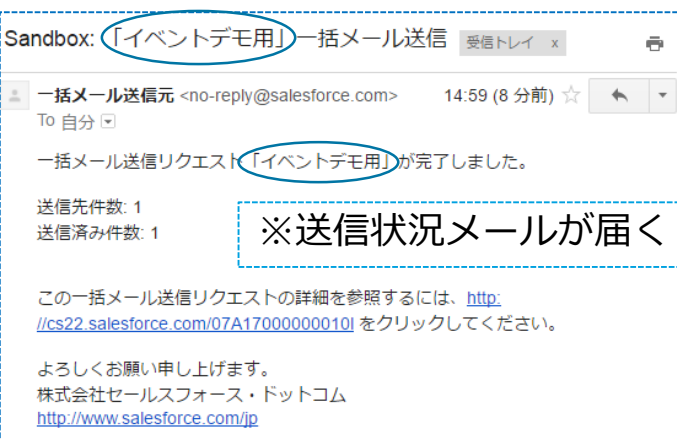 Sandbox: 「イベントデモ用」一括メール送信 受信トレイ x
一括メール送信元 <no-reply@salesforce.com> 14:59 (8 分前)
To 自分
一括メール送信リクエスト「イベントデモ用」が完了しました。
送信先件数: 1
送信済み件数: 1
※送信状況メールが届く
この一括メール送信リクエストの詳細を参照するには、http:
//cs22.salesforce.com/07A17000000010I をクリックしてください。
よろしくお願い申し上げます。
株式会社セールスフォース・ドットコム
http://www.salesforce.com/jp